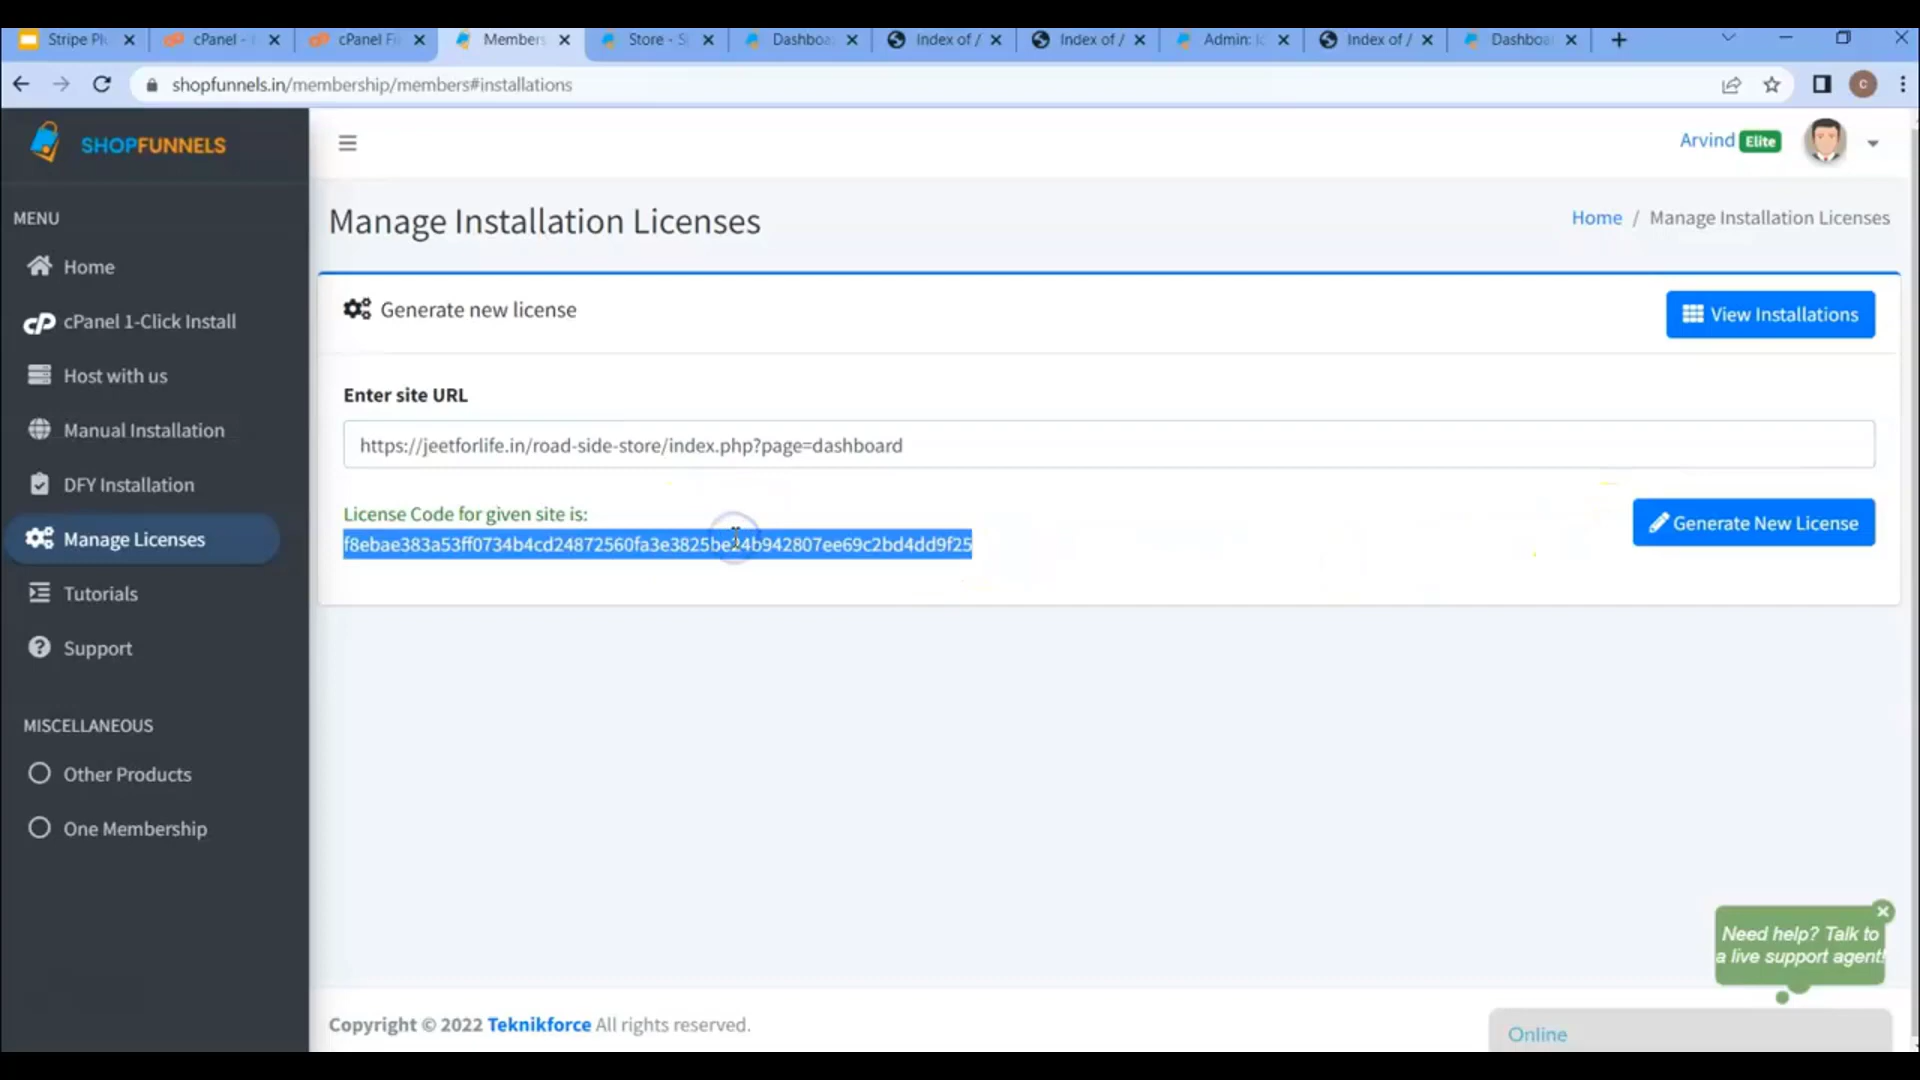 Stripe Pl
cPanel -
cPanel Fi
Members
Store - S
Dashboa
Index of /
Index of /
Admin:
Index of /
Dashboa
shopfunnels.in/membership/members#installations
C
SHOPFUNNELS
Arvind Elite
MENU
Manage Installation Licenses
Home / Manage Installation Licenses
Home
cPanel 1-Click Install
Host with us
Manual Installation
DFY Installation
Manage Licenses
Tutorials
Support
MISCELLANEOUS
Other Products
One Membership
Generate new license
View Installations
Enter site URL
https://jeetforlife.in/road-side-store/index.php?page=dashboard
License Code for given site is:
f8ebae383a53ff0734b4cd24872560fa3e3825be24b942807ee69c2bd4dd9f25
Generate New License
Need help? Talk to
a live support agent!
Copyright © 2022 Teknikforce All rights reserved.
Online